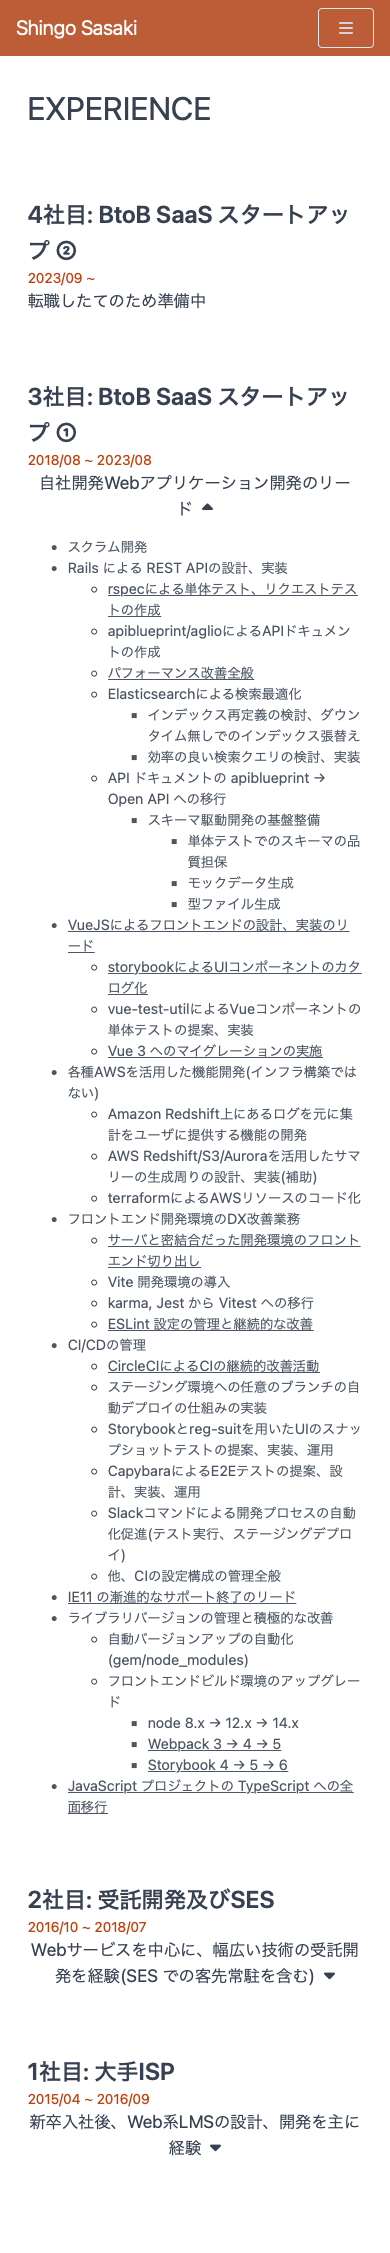 Shingo Sasaki
EXPERIENCE
4社目: BtoB SaaS スタートアッ
プ ②
2023/09 ~
転職したてのため準備中
3社目: BtoB SaaS スタートアッ
プ ①
2018/08 ~ 2023/08
自社開発Webアプリケーション開発のリー
ド
スクラム開発
Rails による REST APIの設計、実装
rspecによる単体テスト、リクエストテス
トの作成
apiblueprint/aglioによるAPIドキュメン
トの作成
パフォーマンス改善全般
Elasticsearchによる検索最適化
インデックス再定義の検討、ダウン
タイム無しでのインデックス張替え
効率の良い検索クエリの検討、実装
API ドキュメントの apiblueprint →
Open API への移行
スキーマ駆動開発の基盤整備
単体テストでのスキーマの品
質担保
モックデータ生成
型ファイル生成
VueJSによるフロントエンドの設計、実装のリ
ード
storybookによるUIコンポーネントのカタ
ログ化
vue-test-utilによるVueコンポーネントの
単体テストの提案、実装
Vue 3 へのマイグレーションの実施
各種AWSを活用した機能開発(インフラ構築では
ない)
Amazon Redshift上にあるログを元に集
計をユーザに提供する機能の開発
AWS Redshift/S3/Auroraを活用したサマ
リーの生成周りの設計、実装(補助)
terraformによるAWSリソースのコード化
フロントエンド開発環境のDX改善業務
サーバと密結合だった開発環境のフロント
エンド切り出し
Vite 開発環境の導入
karma, Jest から Vitest への移行
ESLint 設定の管理と継続的な改善
CI/CDの管理
CircleCIによるCIの継続的改善活動
ステージング環境への任意のブランチの自
動デプロイの仕組みの実装
Storybookとreg-suitを用いたUIのスナッ
プショットテストの提案、実装、運用
CapybaraによるE2Eテストの提案、設
計、実装、運用
Slackコマンドによる開発プロセスの自動
化促進(テスト実行、ステージングデプロ
イ)
他、CIの設定構成の管理全般
IE11 の漸進的なサポート終了のリード
ライブラリバージョンの管理と積極的な改善
自動バージョンアップの自動化
(gem/node_modules)
フロントエンドビルド環境のアップグレー
ド
node 8.x → 12.x → 14.x
Webpack 3 → 4 → 5
Storybook 4 → 5 → 6
JavaScript プロジェクトの TypeScript への全
面移行
2社目: 受託開発及びSES
2016/10 ~ 2018/07
Webサービスを中心に、幅広い技術の受託開
発を経験(SES での客先常駐を含む)
1社目: 大手ISP
2015/04 ~ 2016/09
新卒入社後、Web系LMSの設計、開発を主に
経験